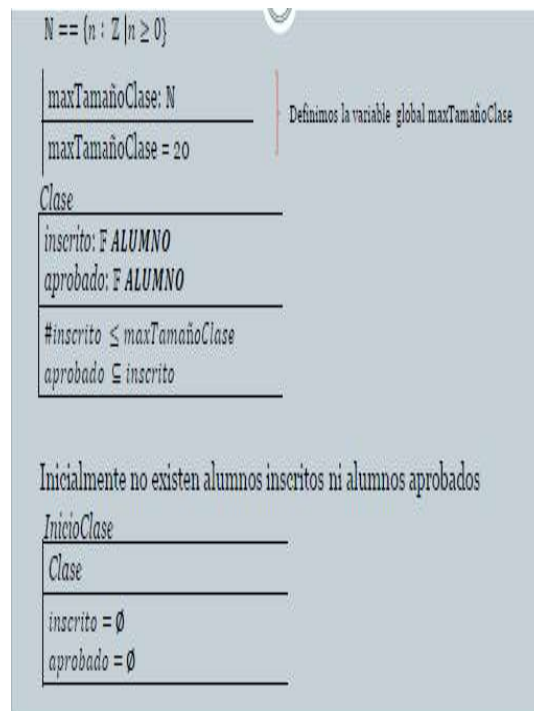 ℕ == {n : ℤ |n ≥ 0}
maxTamañoClase: ℕ
Definimos la variable global maxTamañoClase
maxTamañoClase = 20
Clase
inscrito: 𝔽 ALUMNO
aprobado: 𝔽 ALUMNO
#inscrito ≤ maxTamañoClase
aprobado ⊆ inscrito
Inicialmente no existen alumnos inscritos ni alumnos aprobados
InicioClase
Clase
inscrito = ∅
aprobado = ∅